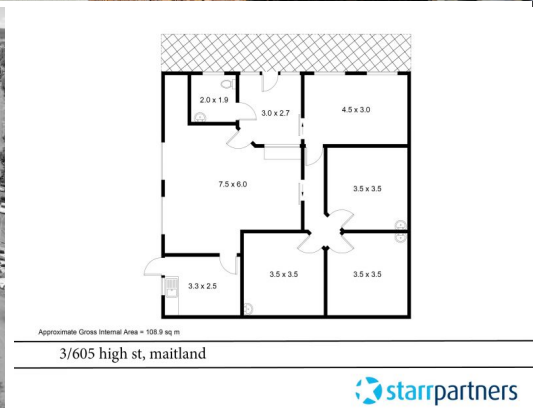 2.0 x 1.9
3.0 x 2.7
4.5 x 3.0
7.5 x 6.0
3.5 x 3.5
3.3 x 2.5
3.5 x 3.5
3.5 x 3.5
Approximate Gross Internal Area = 108.9 sq m
3/605 high st, maitland
starrpartners